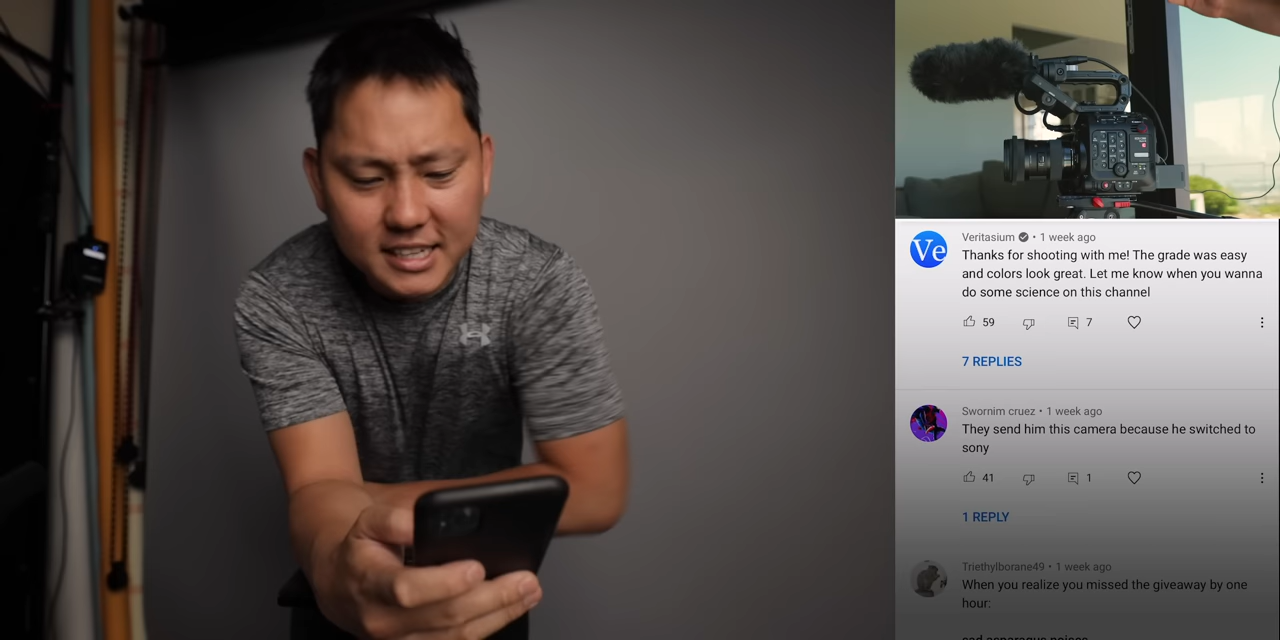 Ve
Veritasium • 1 week ago
Thanks for shooting with me! The grade was easy
and colors look great. Let me know when you wanna
do some science on this channel
59
7
7 REPLIES
Swornim cruez • 1 week ago
They send him this camera because he switched to
sony
41
1
1 REPLY
Triethylborane49 • 1 week ago
When you realize you missed the giveaway by one
hour:
sad asparagus noises